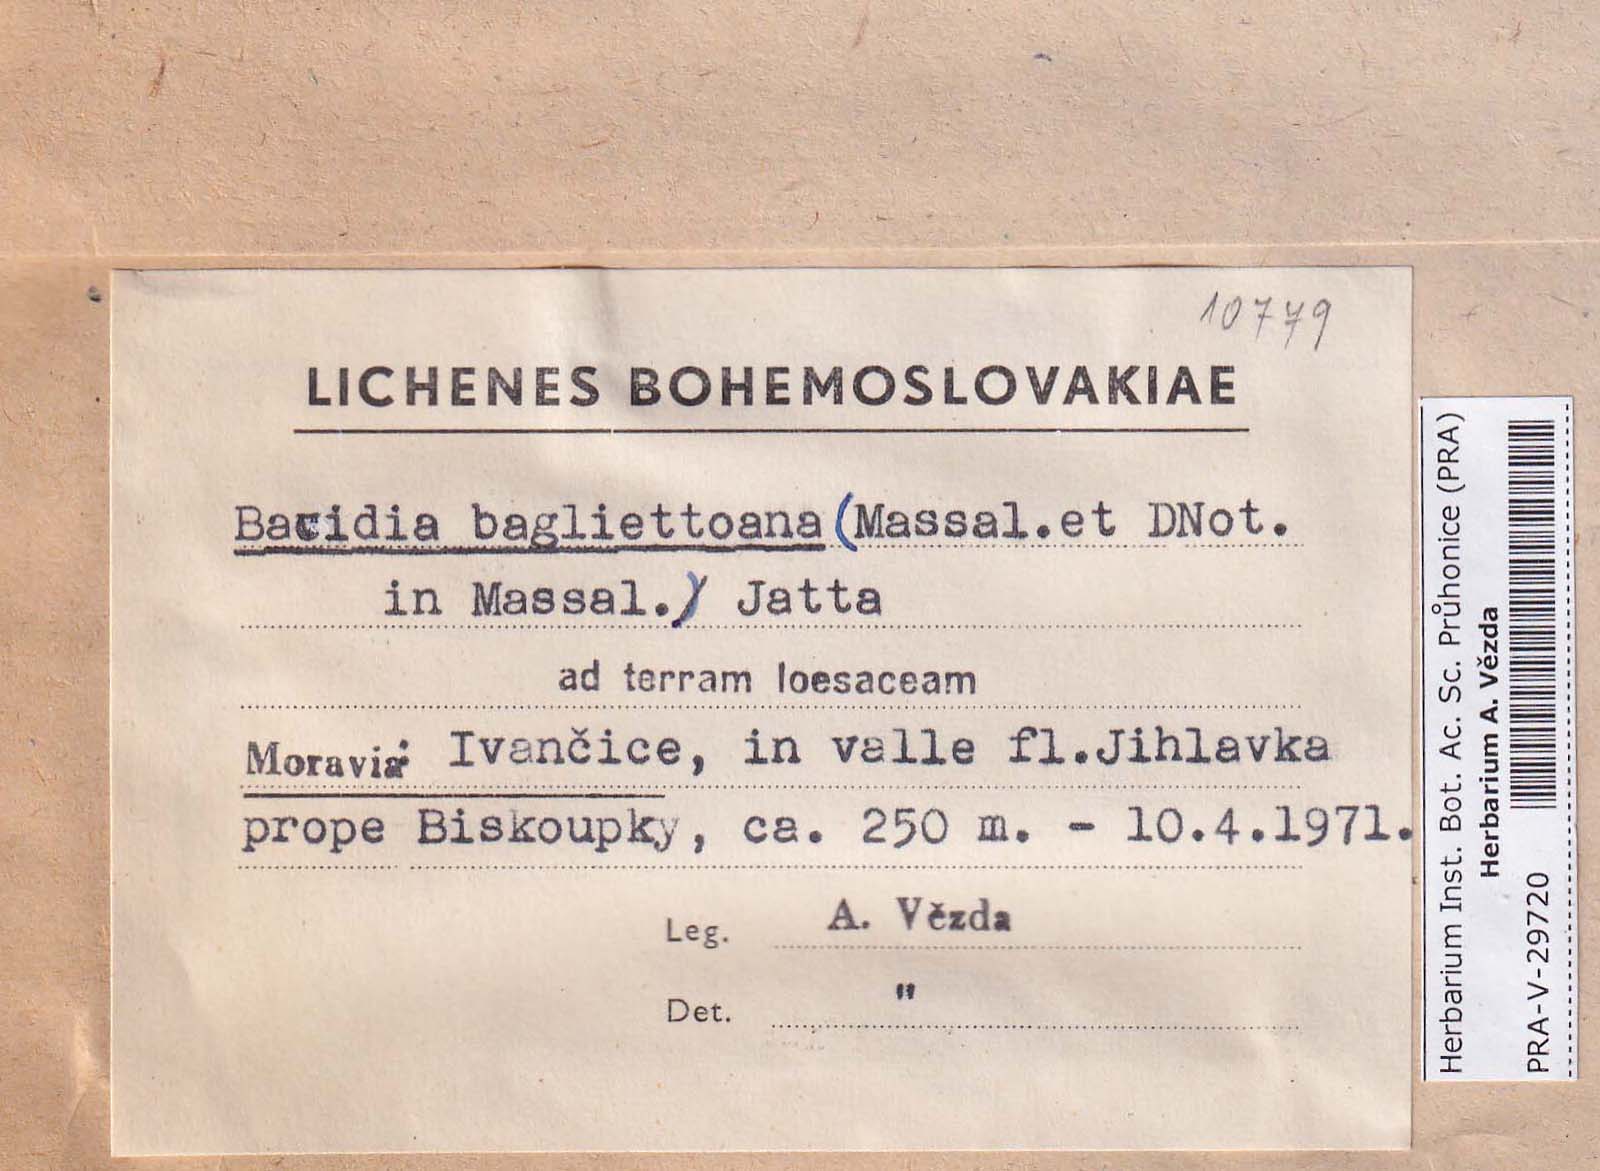 10779
LICHENES BOHEMOSLOVAKIAE
Bacidia bagliettoana (Massal.et DNot.
in Massal.) Jatta
ad terram loesaceam
Moravia: Ivančice, in valle fl.Jihlavka
prope Biskoupky, ca. 250 m. - 10.4.1971.
Leg. A. Vězda
Det. "
Herbarium Inst. Bot. Ac. Sc. Průhonice (PRA)
Herbarium A. Vězda
PRA-V-29720